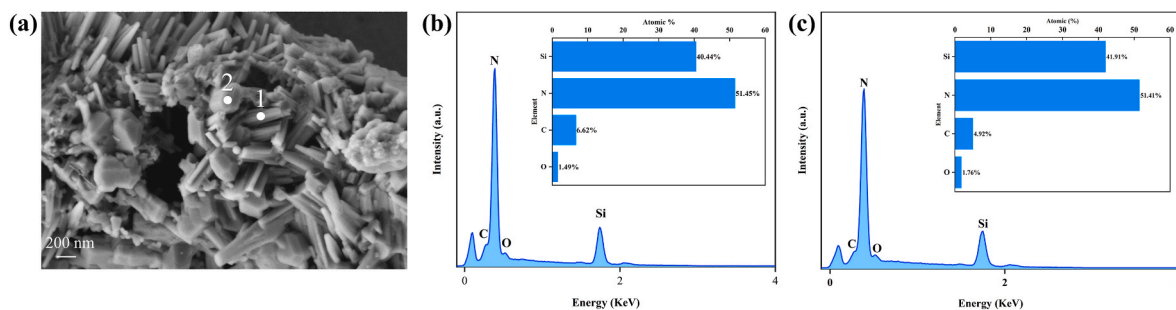 (a)
2
1
200 nm
(b)
Atomic %
0 10 20 30 40 50 60
Si
40.44%
N
51.45%
C
6.62%
O
1.49%
Element
N
C
O
Si
Intensity (a.u.)
0 2 4
Energy (KeV)
(c)
Atomic (%)
0 10 20 30 40 50 60
Si
41.91%
N
51.41%
C
4.92%
O
1.76%
Element
N
C
O
Si
Intensity (a.u.)
0 2
Energy (KeV)